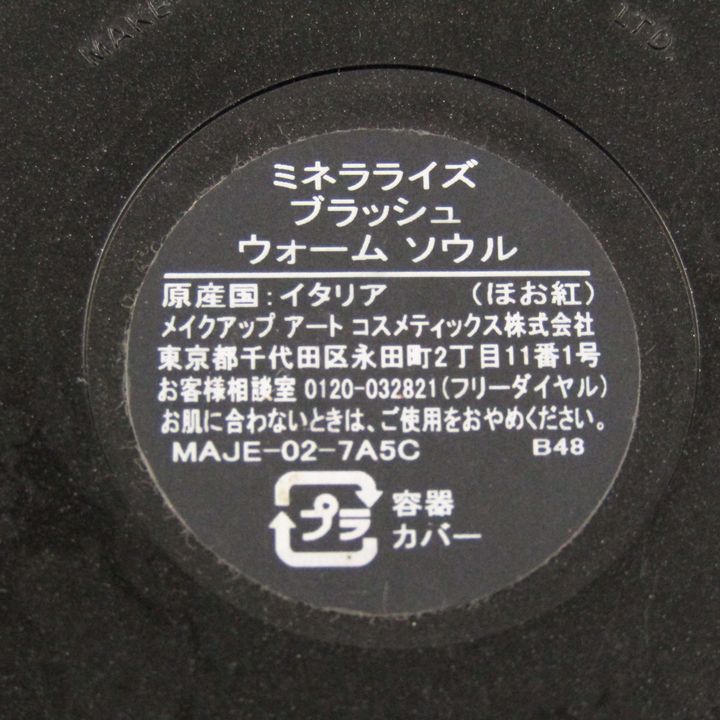 MAKE
LTD.
ミネラライズ
ブラッシュ
ウォーム ソウル
原産国:イタリア (ほお紅)
メイクアップ アート コスメティックス株式会社
東京都千代田区永田町2丁目11番1号
お客様相談室 0120-032821(フリーダイヤル)
お肌に合わないときは、ご使用をおやめください。
MAJE-02-7A5C B48
プラ
容器
カバー